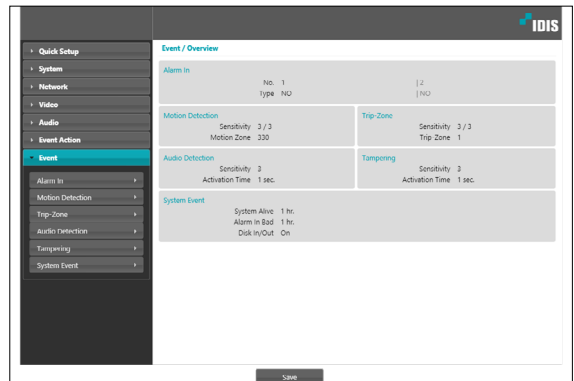 IDIS
Quick Setup
System
Network
Video
Audio
Event Action
Event
Alarm In
Motion Detection
Trip-Zone
Audio Detection
Tampering
System Event
Event / Overview
Alarm In
No. 1 | 2
Type NO | NO
Motion Detection
Sensitivity 3 / 3
Motion Zone 330
Trip-Zone
Sensitivity 3 / 3
Trip Zone 1
Audio Detection
Sensitivity 3
Activation Time 1 sec.
Tampering
Sensitivity 3
Activation Time 1 sec.
System Event
System Alive 1 hr.
Alarm In Bad 1 hr.
Disk In/Out On
Save